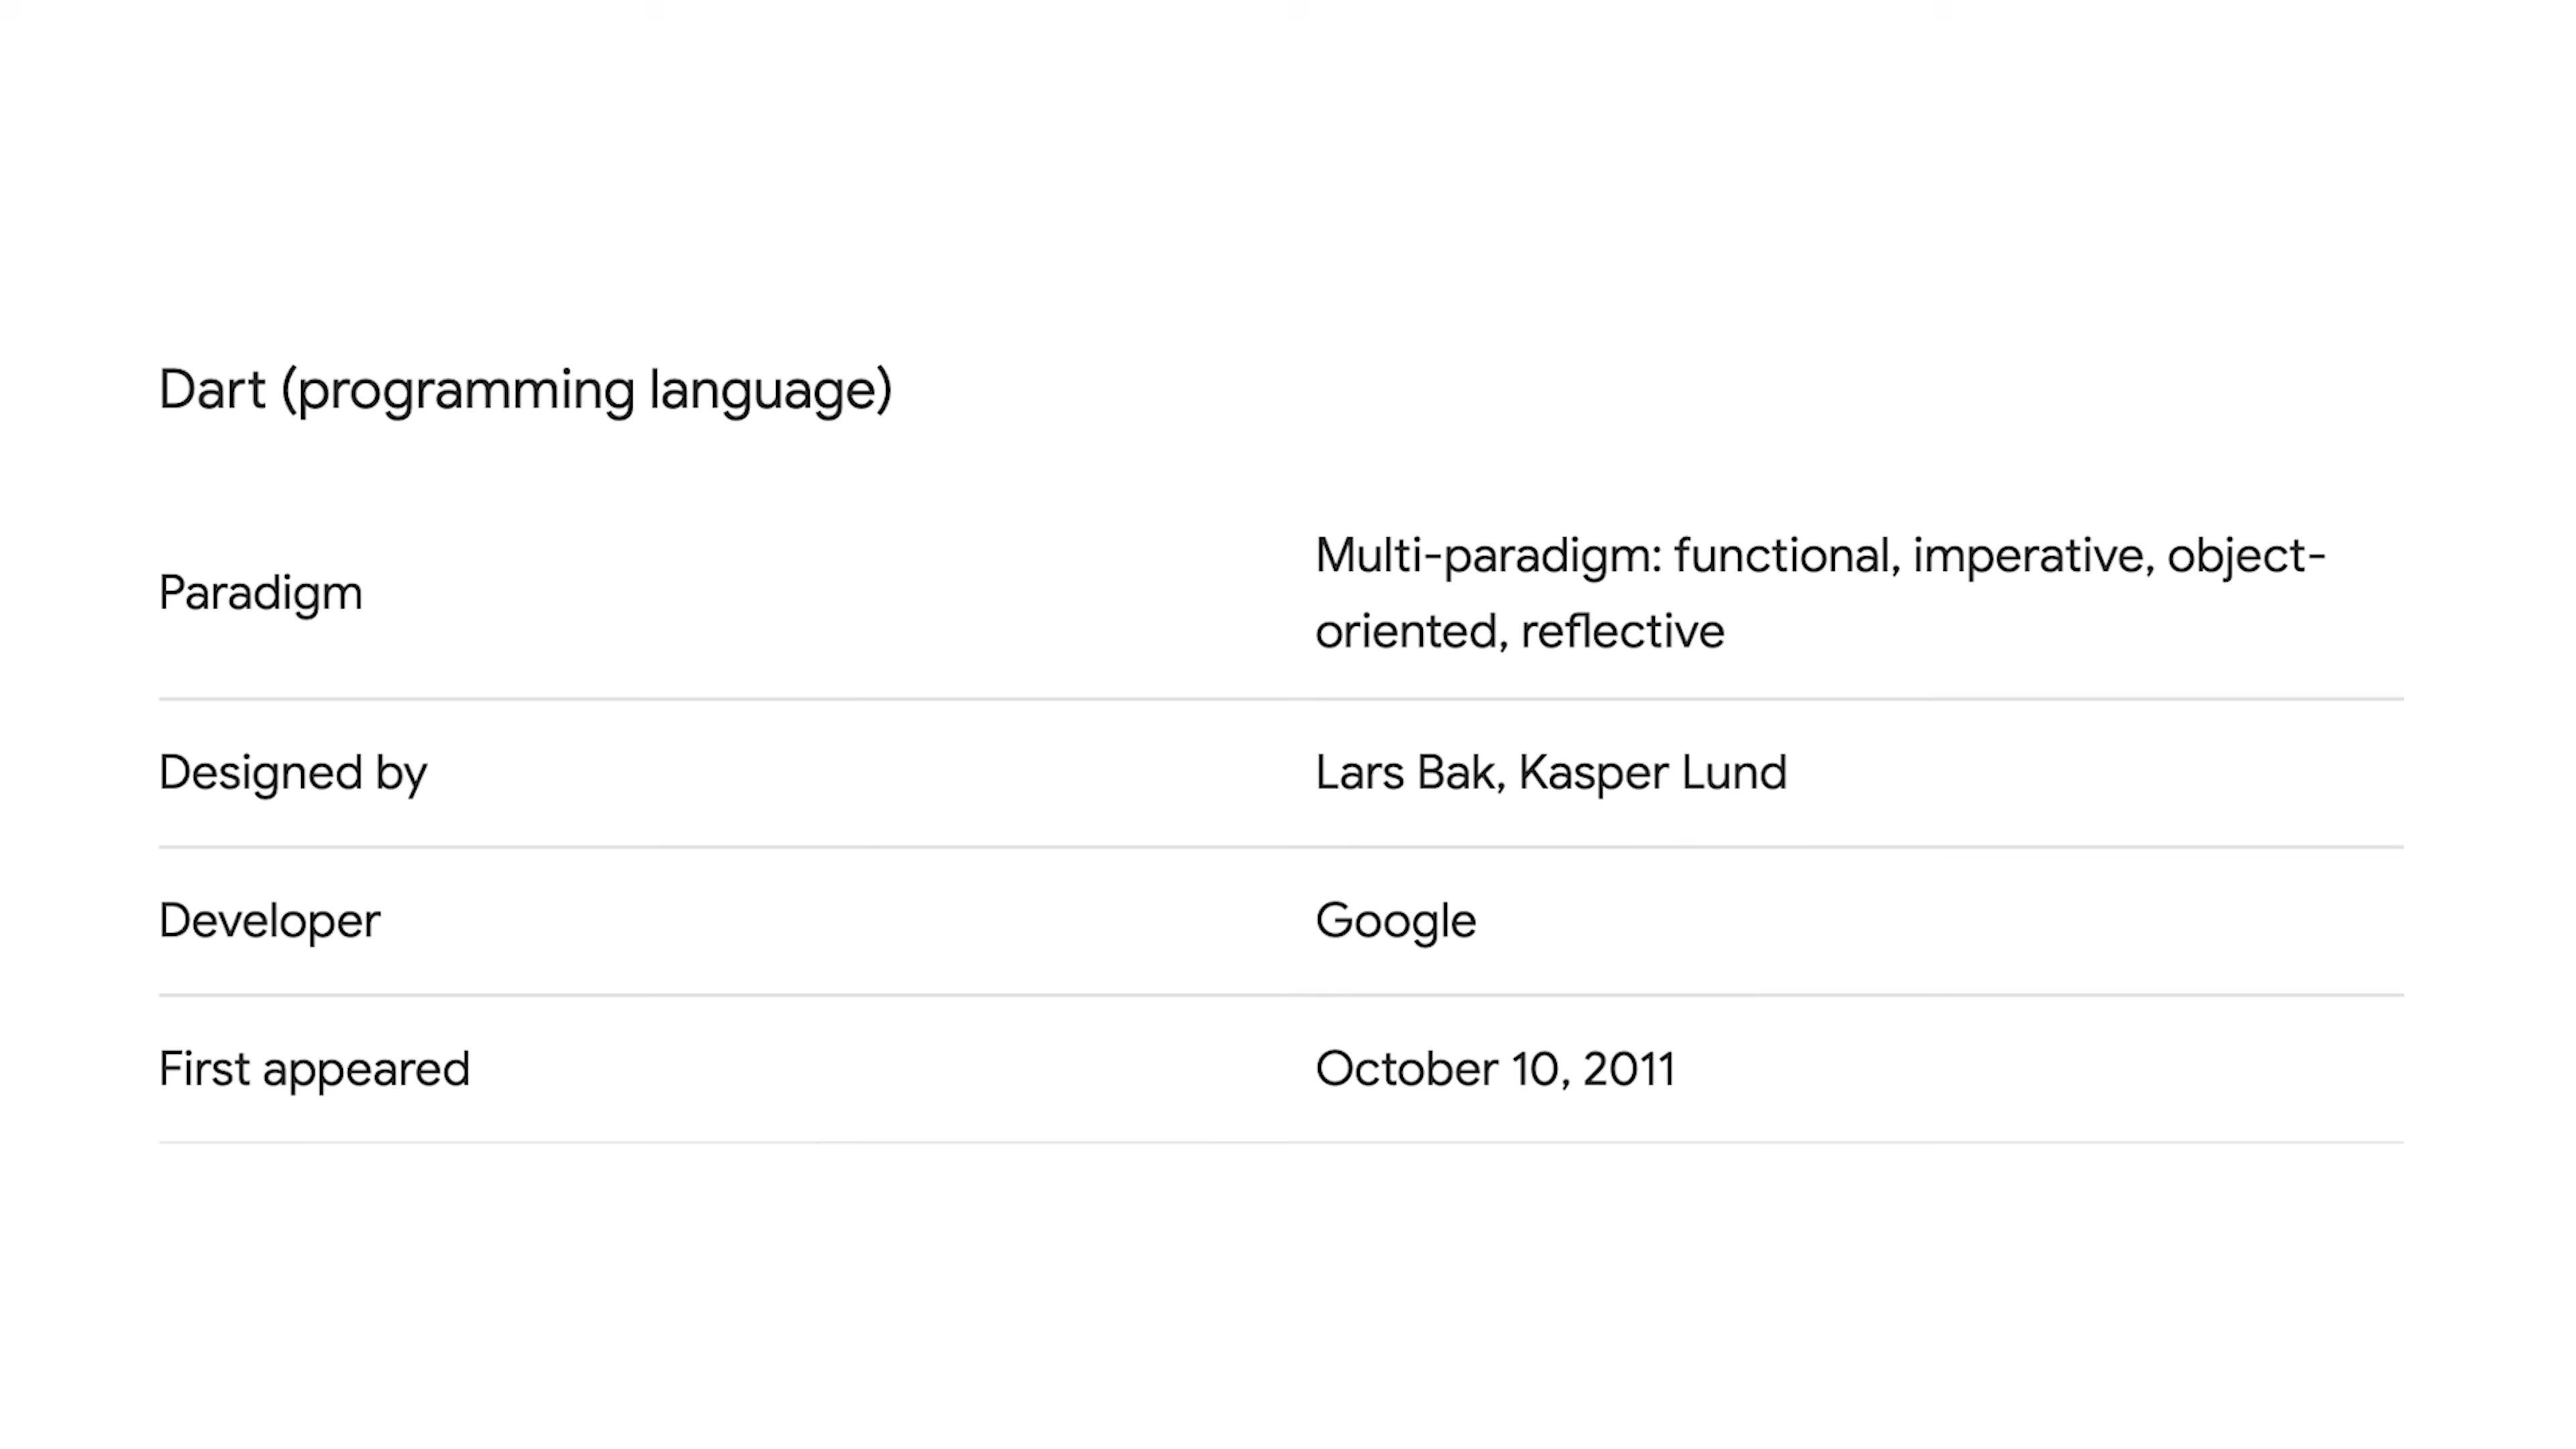 Dart (programming language)
Paradigm
Multi-paradigm: functional, imperative, object-
oriented, reflective
Designed by
Lars Bak, Kasper Lund
Developer
Google
First appeared
October 10, 2011